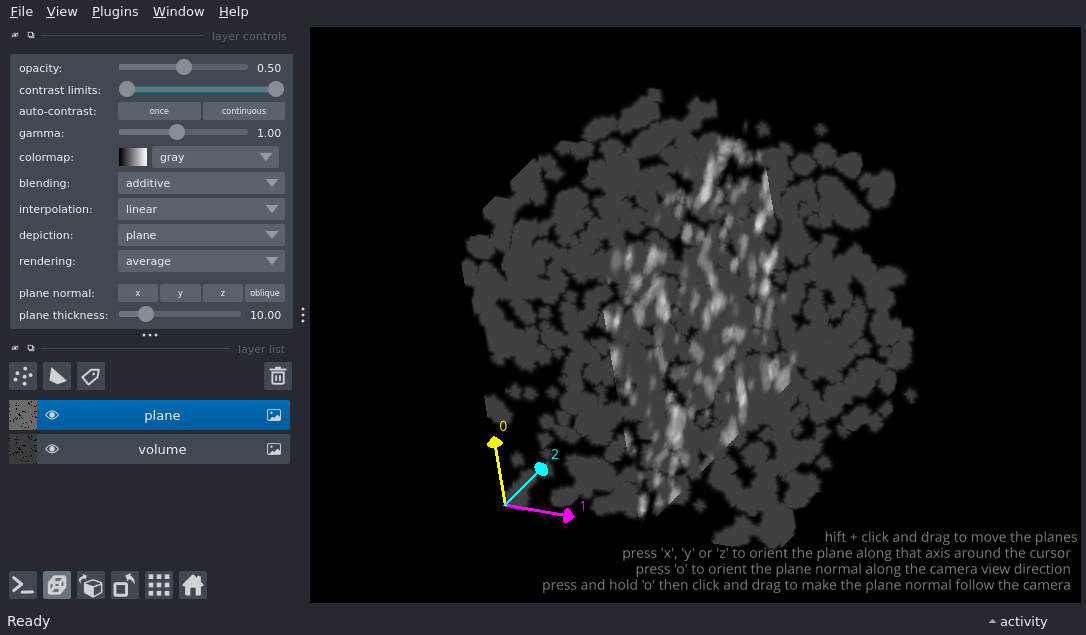 File View Plugins Window Help
layer controls
opacity: 0.50
contrast limits:
auto-contrast: once continuous
gamma: 1.00
colormap: gray
blending: additive
interpolation: linear
depiction: plane
rendering: average
plane normal: x y z oblique
plane thickness: 10.00
layer list
plane
volume
0
2
1
hift + click and drag to move the planes
press 'x', 'y' or 'z' to orient the plane along that axis around the cursor
press 'o' to orient the plane normal along the camera view direction
press and hold 'o' then click and drag to make the plane normal follow the camera
Ready
activity